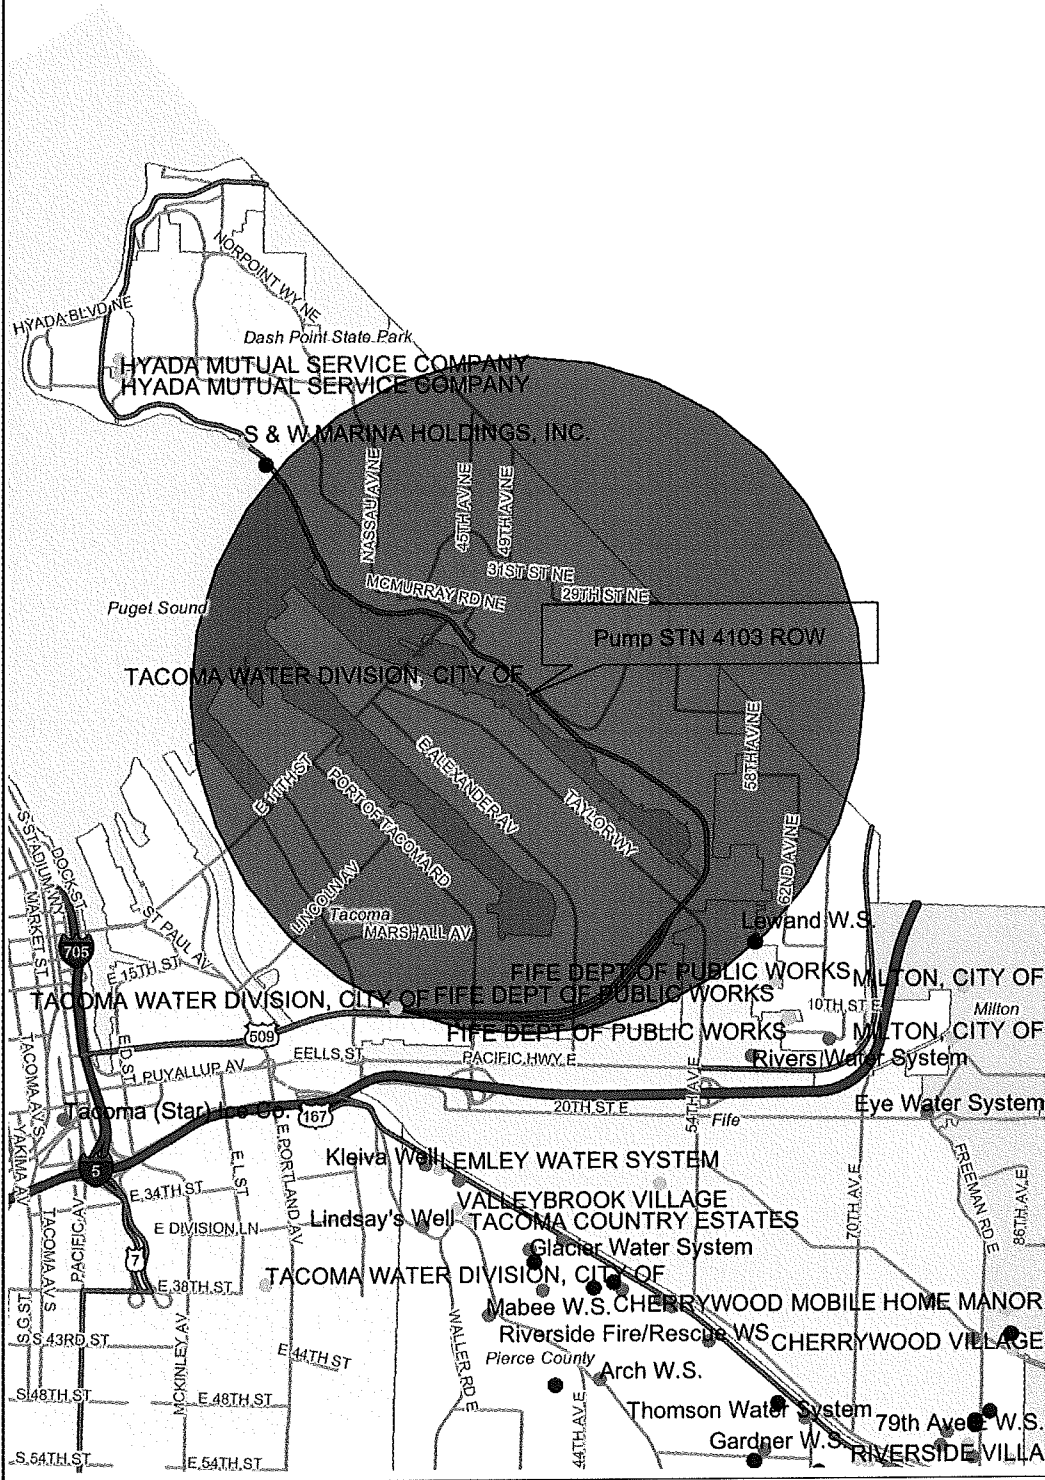 NORPOINT WY NE
HYADA BLVD NE
Dash Point State Park
HYADA MUTUAL SERVICE COMPANY
HYADA MUTUAL SERVICE COMPANY
S & W MARINA HOLDINGS, INC.
NASSAU AV NE
45TH AV NE
49TH AV NE
31ST ST NE
MCMURRAY RD NE
29TH ST NE
Puget Sound
Pump STN 4103 ROW
TACOMA WATER DIVISION, CITY OF
58TH AV NE
E 11TH ST
E ALEXANDER AV
PORT OF TACOMA RD
TAYLOR WY
S STADIUM WY
DOCK ST
62ND AV NE
MARKET ST
LINCOLN AV
ST PAUL AV
Tacoma
MARSHALL AV
Lewand W.S.
705
E 15TH ST
FIFE DEPT OF PUBLIC WORKS
MILTON, CITY OF
TACOMA WATER DIVISION, CITY OF
FIFE DEPT OF PUBLIC WORKS
10TH ST E
Milton
509
FIFE DEPT OF PUBLIC WORKS
MILTON, CITY OF
TACOMA AV S
E D ST
EELLS ST
PACIFIC HWY E
Rivers Water System
PUYALLUP AV
Tacoma (Star) Ice Co.
167
20TH ST E
54TH AV E
Fife
Eye Water System
YAKIMA AV
E PORTLAND AV
5
E L ST
Kleiva Well
LEMLEY WATER SYSTEM
FREEMAN RD E
70TH AV E
86TH AV E
E 34TH ST
VALLEYBROOK VILLAGE
Lindsay's Well
TACOMA COUNTRY ESTATES
TACOMA AV S
PACIFIC AV
E DIVISION LN
7
Glacier Water System
E 38TH ST
TACOMA WATER DIVISION, CITY OF
Mabee W.S.
CHERRYWOOD MOBILE HOME MANOR
S G ST
S 43RD ST
MCKINLEY AV
WALLER RD E
Riverside Fire/Rescue WS
CHERRYWOOD VILLAGE
E 44TH ST
Pierce County
Arch W.S.
S 48TH ST
E 48TH ST
44TH AV E
Thomson Water System
79th Ave E W.S.
Gardner W.S.
RIVERSIDE VILLA
S 54TH ST
E 54TH ST